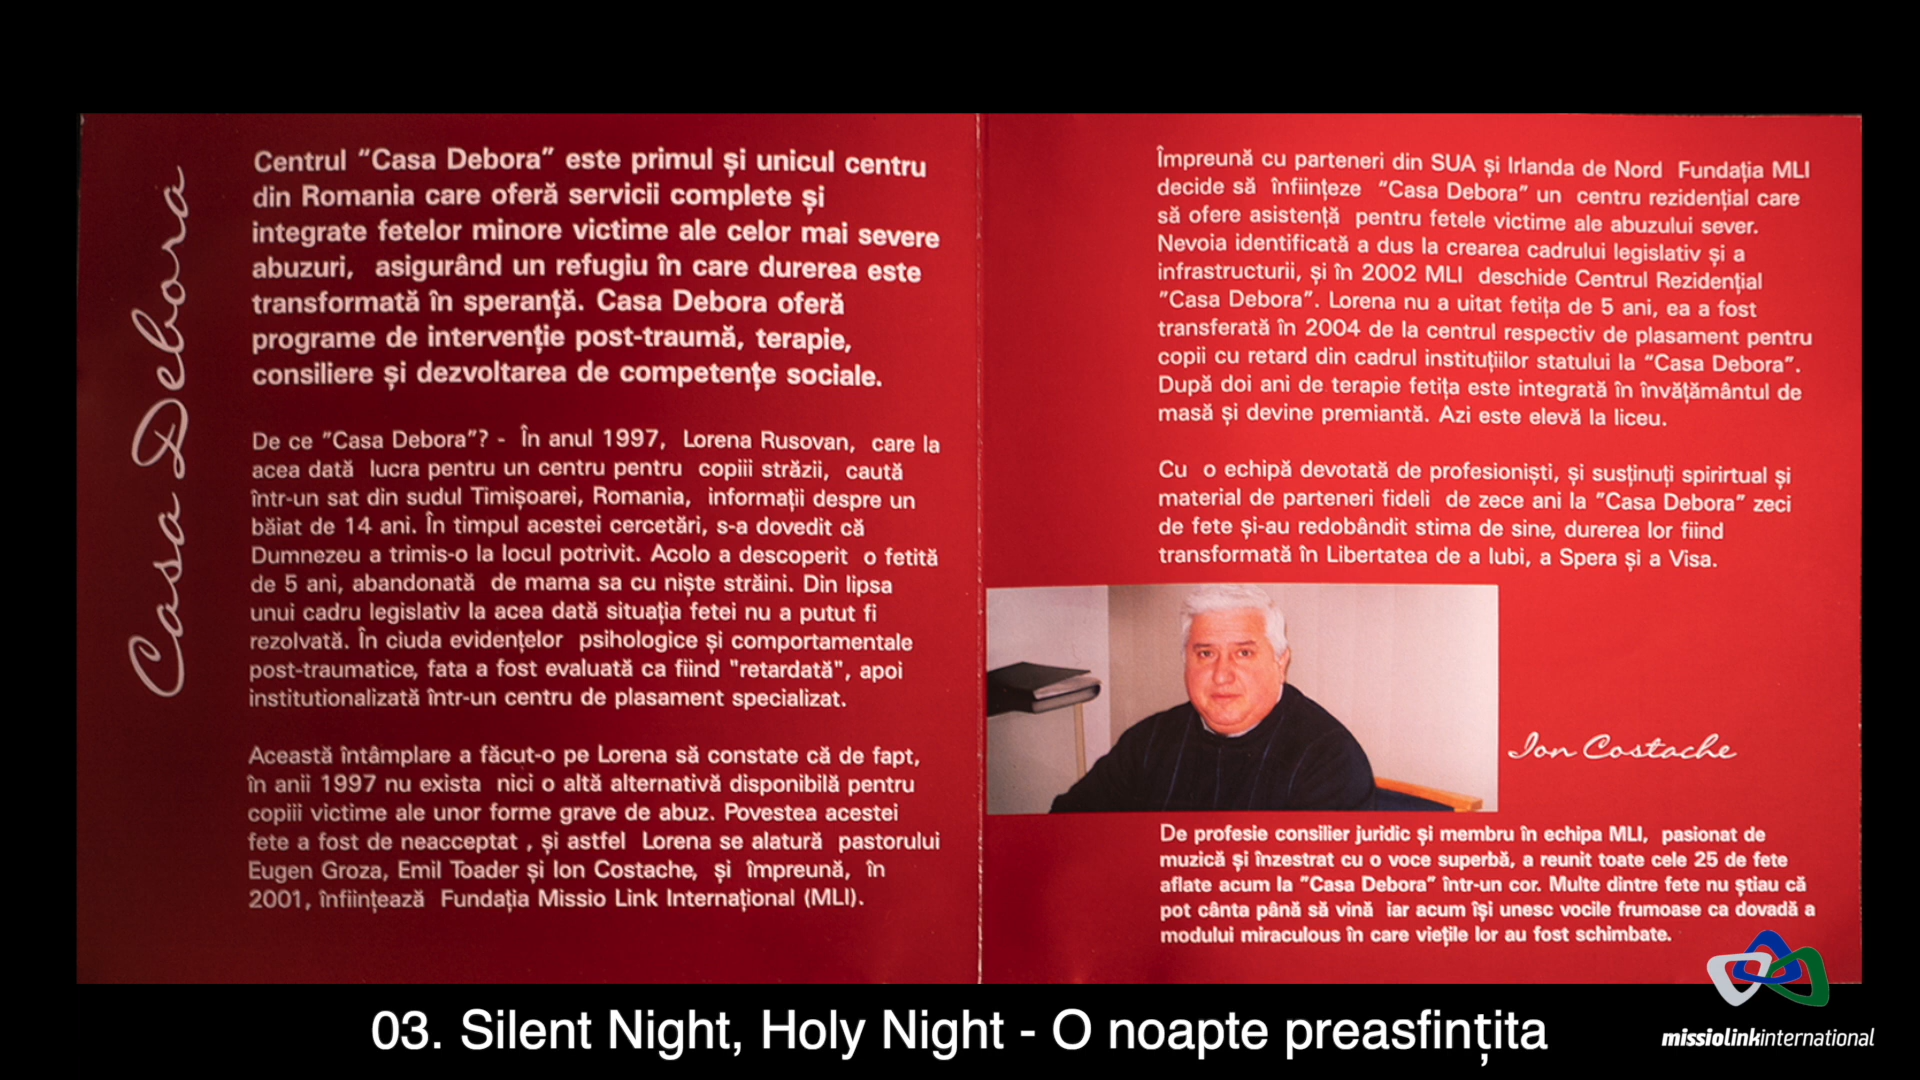 Casa Debora
Centrul "Casa Debora" este primul și unicul centru
din Romania care oferă servicii complete și
integrate fetelor minore victime ale celor mai severe
abuzuri, asigurând un refugiu în care durerea este
transformată în speranță. Casa Debora oferă
programe de intervenție post-traumă, terapie,
consiliere și dezvoltarea de competențe sociale.
De ce "Casa Debora"? - În anul 1997, Lorena Rusovan, care la
acea dată lucra pentru un centru pentru copiii străzii, caută
într-un sat din sudul Timișoarei, Romania, informații despre un
băiat de 14 ani. În timpul acestei cercetări, s-a dovedit că
Dumnezeu a trimis-o la locul potrivit. Acolo a descoperit o fetită
de 5 ani, abandonată de mama sa cu niște străini. Din lipsa
unui cadru legislativ la acea dată situația fetei nu a putut fi
rezolvată. În ciuda evidențelor psihologice și comportamentale
post-traumatice, fata a fost evaluată ca fiind "retardată", apoi
institutionalizată într-un centru de plasament specializat.
Această întâmplare a făcut-o pe Lorena să constate că de fapt,
în anii 1997 nu exista nici o altă alternativă disponibilă pentru
copiii victime ale unor forme grave de abuz. Povestea acestei
fete a fost de neacceptat , și astfel Lorena se alatură pastorului
Eugen Groza, Emil Toader și Ion Costache, și împreună, în
2001, înființează Fundația Missio Link Internațional (MLI).
Împreună cu parteneri din SUA și Irlanda de Nord Fundația MLI
decide să înființeze "Casa Debora" un centru rezidențial care
să ofere asistență pentru fetele victime ale abuzului sever.
Nevoia identificată a dus la crearea cadrului legislativ și a
infrastructurii, și în 2002 MLI deschide Centrul Rezidențial
"Casa Debora". Lorena nu a uitat fetița de 5 ani, ea a fost
transferată în 2004 de la centrul respectiv de plasament pentru
copii cu retard din cadrul instituțiilor statului la "Casa Debora".
După doi ani de terapie fetița este integrată în învățământul de
masă și devine premiantă. Azi este elevă la liceu.
Cu o echipă devotată de profesioniști, și susținuți spirirtual și
material de parteneri fideli de zece ani la "Casa Debora" zeci
de fete și-au redobândit stima de sine, durerea lor fiind
transformată în Libertatea de a Iubi, a Spera și a Visa.
Ion Costache
De profesie consilier juridic și membru în echipa MLI, pasionat de
muzică și înzestrat cu o voce superbă, a reunit toate cele 25 de fete
aflate acum la "Casa Debora" într-un cor. Multe dintre fete nu știau că
pot cânta până să vină iar acum își unesc vocile frumoase ca dovadă a
modului miraculous în care viețile lor au fost schimbate.
03. Silent Night, Holy Night - O noapte preasfințita
missiolinkinternational